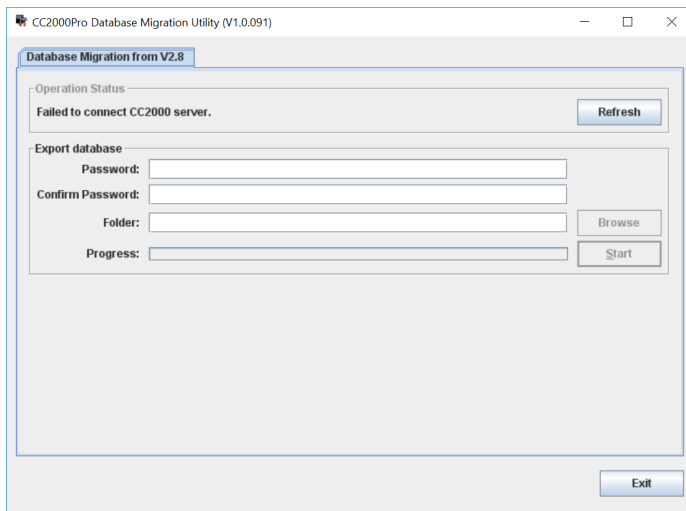 CC2000Pro Database Migration Utility (V1.0.091)
Database Migration from V2.8
Operation Status
Failed to connect CC2000 server.
Refresh
Export database
Password:
Confirm Password:
Folder:
Browse
Progress:
Start
Exit